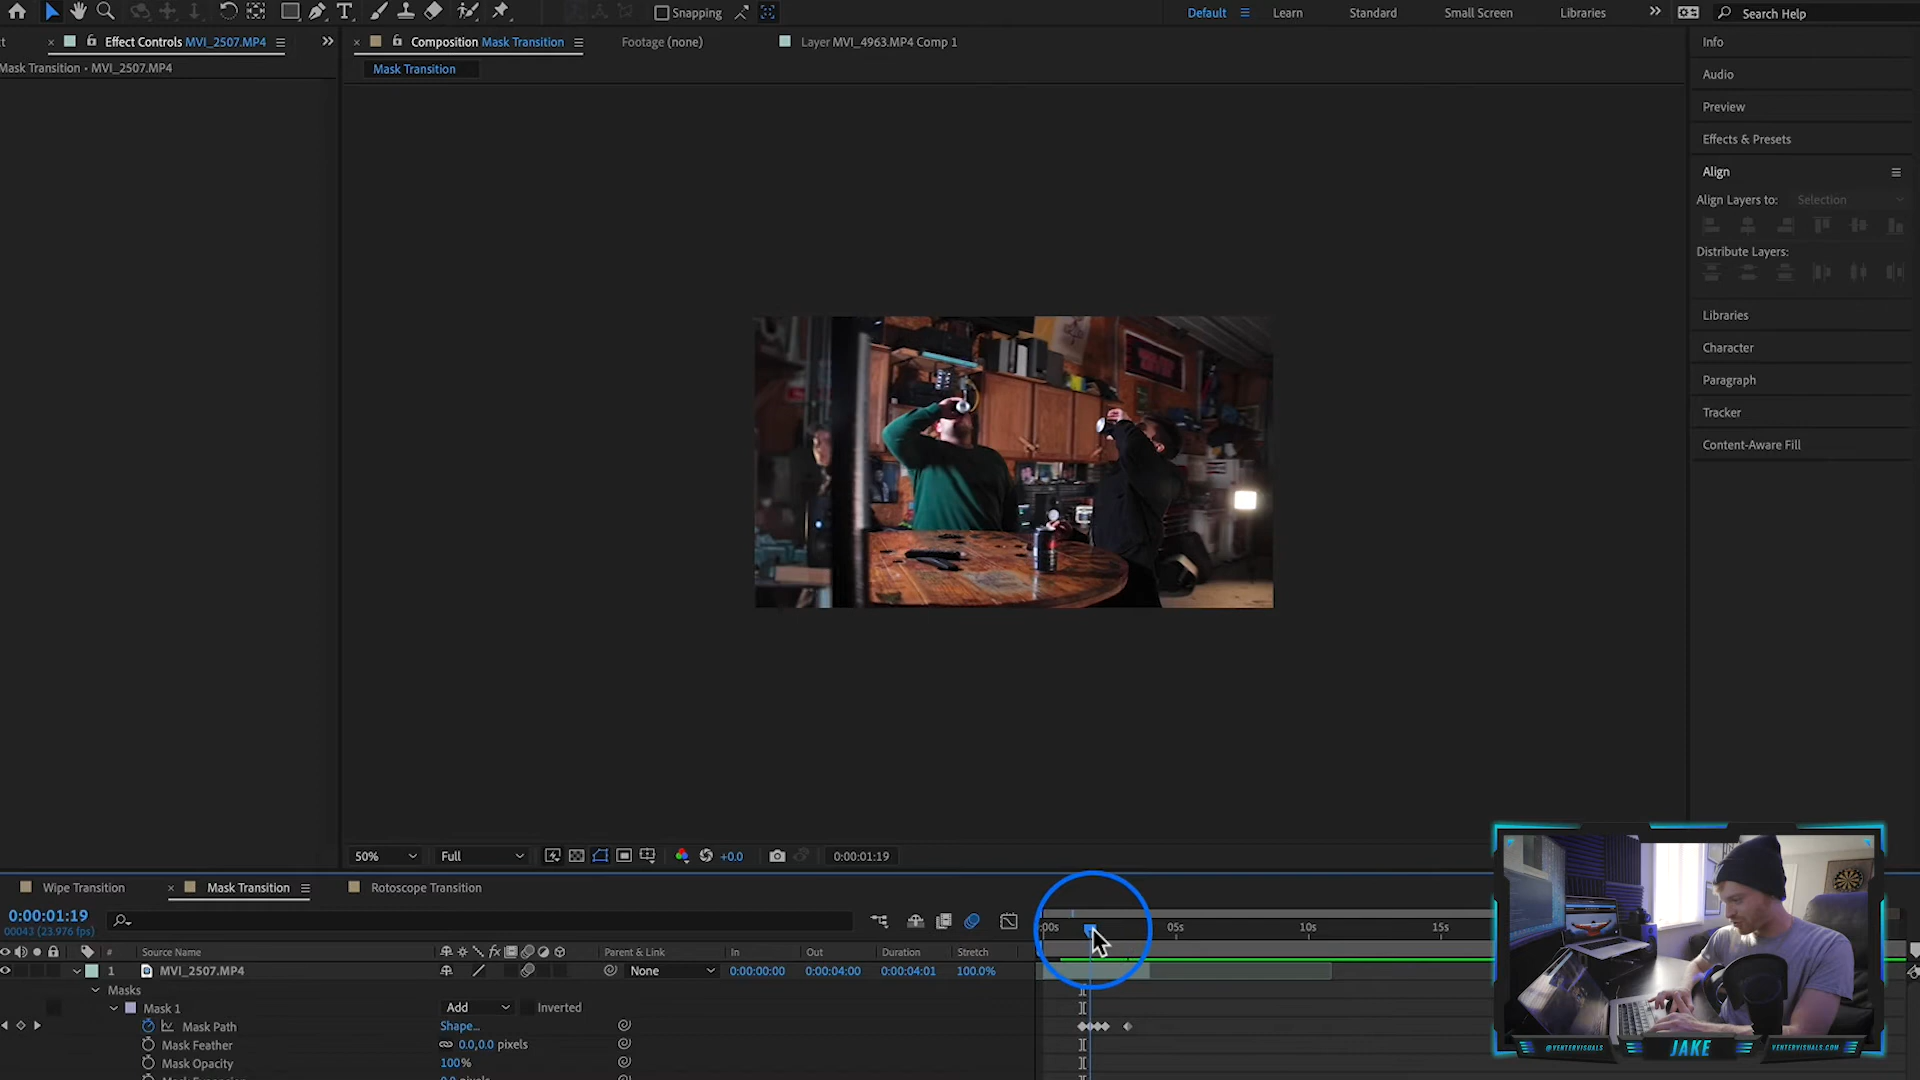 Snapping
Default
Learn
Standard
Small Screen
Libraries
Search Help
Effect Controls MVI_2507.MP4
Composition Mask Transition
Footage (none)
Layer MVI_4963.MP4 Comp 1
Mask Transition • MVI_2507.MP4
Mask Transition
Info
Audio
Preview
Effects & Presets
Align
Align Layers to: Selection
Distribute Layers:
Libraries
Character
Paragraph
Tracker
Content-Aware Fill
50%
Full
+0.0
0:00:01:19
Wipe Transition
Mask Transition
Rotoscope Transition
0:00:01:19
00043 (23.976 fps)
:00s
05s
10s
15s
# Source Name
Parent & Link
In
Out
Duration
Stretch
1 MVI_2507.MP4
None
0:00:00:00
0:00:04:00
0:00:04:01
100.0%
Masks
Mask 1
Add
Inverted
Mask Path
Shape...
Mask Feather
0.0,0.0 pixels
Mask Opacity
100%
@VENTERVISUALS
JAKE
VENTERVISUALS.COM